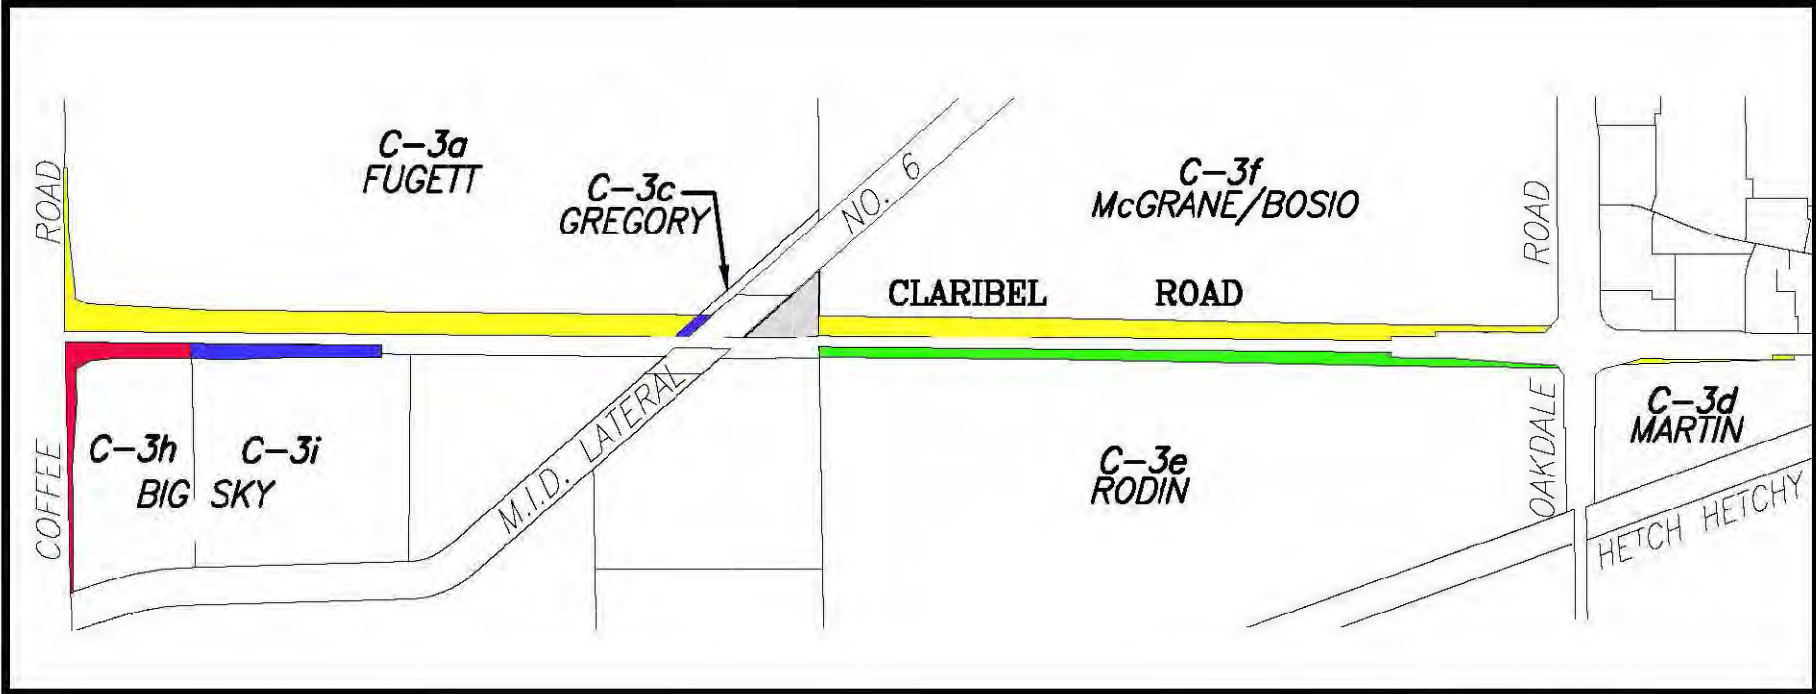 C-3a
FUGETT
C-3c
GREGORY
NO. 6
C-3f
McGRANE/BOSIO
ROAD
ROAD
CLARIBEL ROAD
COFFEE
C-3h C-3i
BIG SKY
M.I.D. LATERAL
C-3e
RODIN
OAKDALE
C-3d
MARTIN
HETCH HETCHY